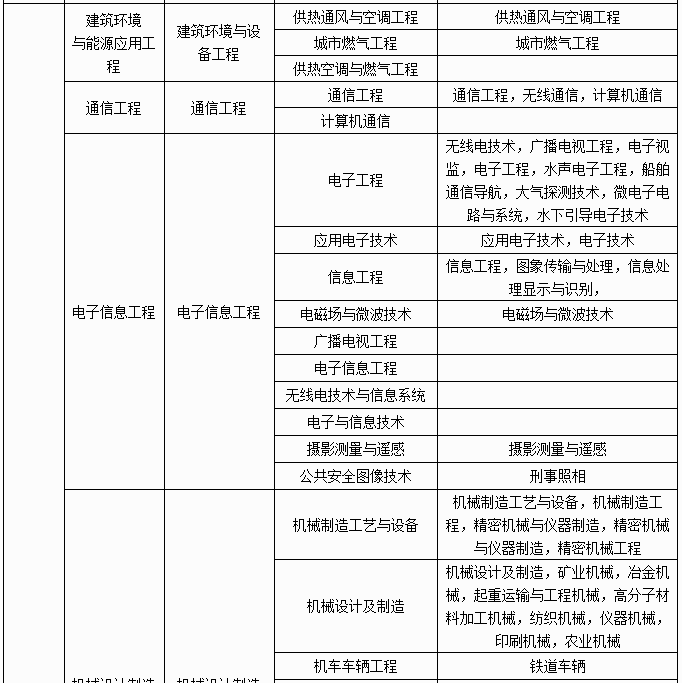 建筑环境
与能源应用工
程
建筑环境与设
备工程
供热通风与空调工程
供热通风与空调工程
城市燃气工程
城市燃气工程
供热空调与燃气工程
通信工程
通信工程
通信工程
通信工程，无线通信，计算机通信
计算机通信
电子信息工程
电子信息工程
电子工程
无线电技术，广播电视工程，电子视
监，电子工程，水声电子工程，船舶
通信导航，大气探测技术，微电子电
路与系统，水下引导电子技术
应用电子技术
应用电子技术，电子技术
信息工程
信息工程，图象传输与处理，信息处
理显示与识别，
电磁场与微波技术
电磁场与微波技术
广播电视工程
电子信息工程
无线电技术与信息系统
电子与信息技术
摄影测量与遥感
摄影测量与遥感
公共安全图像技术
刑事照相
机械设计制造
机械设计制造
机械制造工艺与设备
机械制造工艺与设备，机械制造工
程，精密机械与仪器制造，精密机械
与仪器制造，精密机械工程
机械设计及制造
机械设计及制造，矿业机械，冶金机
械，起重运输与工程机械，高分子材
料加工机械，纺织机械，仪器机械，
印刷机械，农业机械
机车车辆工程
铁道车辆